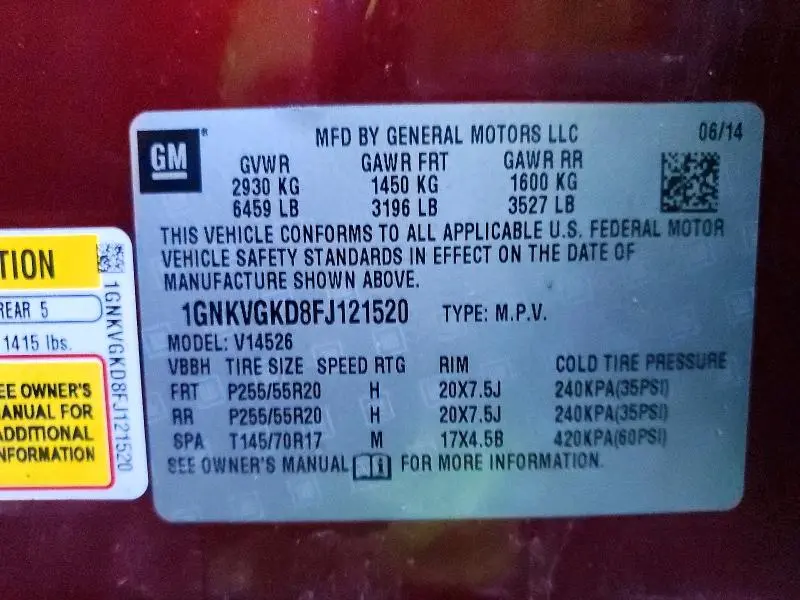 GM
®
MFD BY GENERAL MOTORS LLC 06/14
GVWR GAWR FRT GAWR RR
2930 KG 1450 KG 1600 KG
6459 LB 3196 LB 3527 LB
THIS VEHICLE CONFORMS TO ALL APPLICABLE U.S. FEDERAL MOTOR
VEHICLE SAFETY STANDARDS IN EFFECT ON THE DATE OF
MANUFACTURE SHOWN ABOVE.
1GNKVGKD8FJ121520 TYPE: M.P.V.
MODEL: V14526
VBBH TIRE SIZE SPEED RTG RIM COLD TIRE PRESSURE
FRT P255/55R20 H 20X7.5J 240KPA(35PSI)
RR P255/55R20 H 20X7.5J 240KPA(35PSI)
SPA T145/70R17 M 17X4.5B 420KPA(60PSI)
SEE OWNER'S MANUAL FOR MORE INFORMATION.
TION
REAR 5
1415 lbs.
EE OWNER'S
ANUAL FOR
ADDITIONAL
NFORMATION
1GNKVGKD8FJ121520